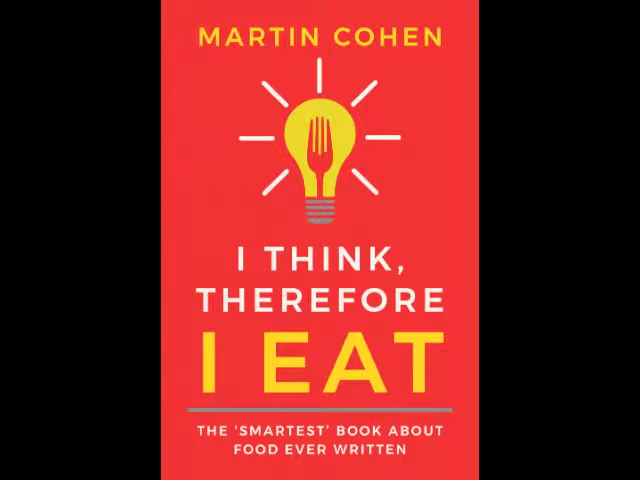 MARTIN COHEN
I THINK,
THEREFORE
I EAT
THE 'SMARTEST' BOOK ABOUT
FOOD EVER WRITTEN